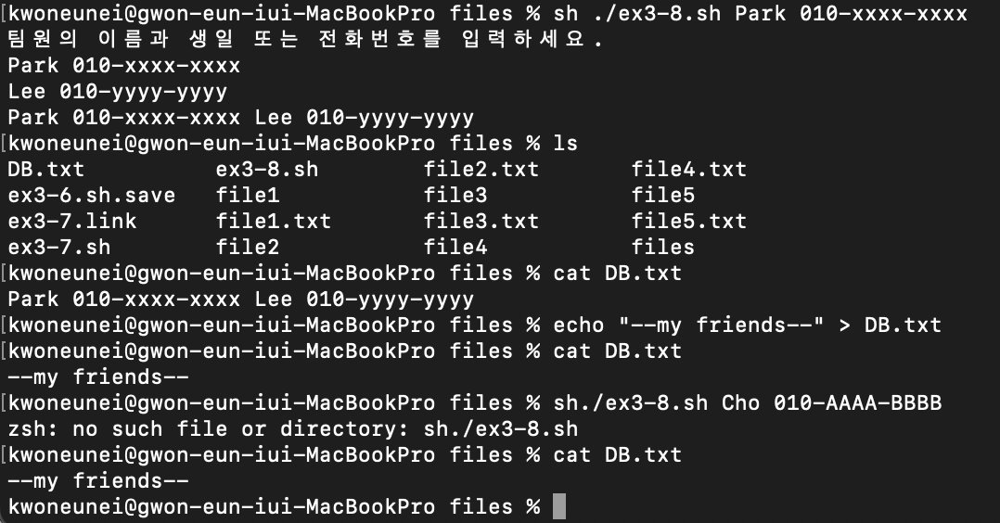 [kwoneunei@gwon-eun-iui-MacBookPro files % sh ./ex3-8.sh Park 010-xxxx-xxxx
팀원의 이름과 생일 또는 전화번호를 입력하세요.
Park 010-xxxx-xxxx
Lee 010-yyyy-yyyy
Park 010-xxxx-xxxx Lee 010-yyyy-yyyy
[kwoneunei@gwon-eun-iui-MacBookPro files % ls
DB.txt ex3-8.sh file2.txt file4.txt
ex3-6.sh.save file1 file3 file5
ex3-7.link file1.txt file3.txt file5.txt
ex3-7.sh file2 file4 files
[kwoneunei@gwon-eun-iui-MacBookPro files % cat DB.txt
Park 010-xxxx-xxxx Lee 010-yyyy-yyyy
[kwoneunei@gwon-eun-iui-MacBookPro files % echo "--my friends--" > DB.txt
[kwoneunei@gwon-eun-iui-MacBookPro files % cat DB.txt
--my friends--
[kwoneunei@gwon-eun-iui-MacBookPro files % sh./ex3-8.sh Cho 010-AAAA-BBBB
zsh: no such file or directory: sh./ex3-8.sh
[kwoneunei@gwon-eun-iui-MacBookPro files % cat DB.txt
--my friends--
kwoneunei@gwon-eun-iui-MacBookPro files %